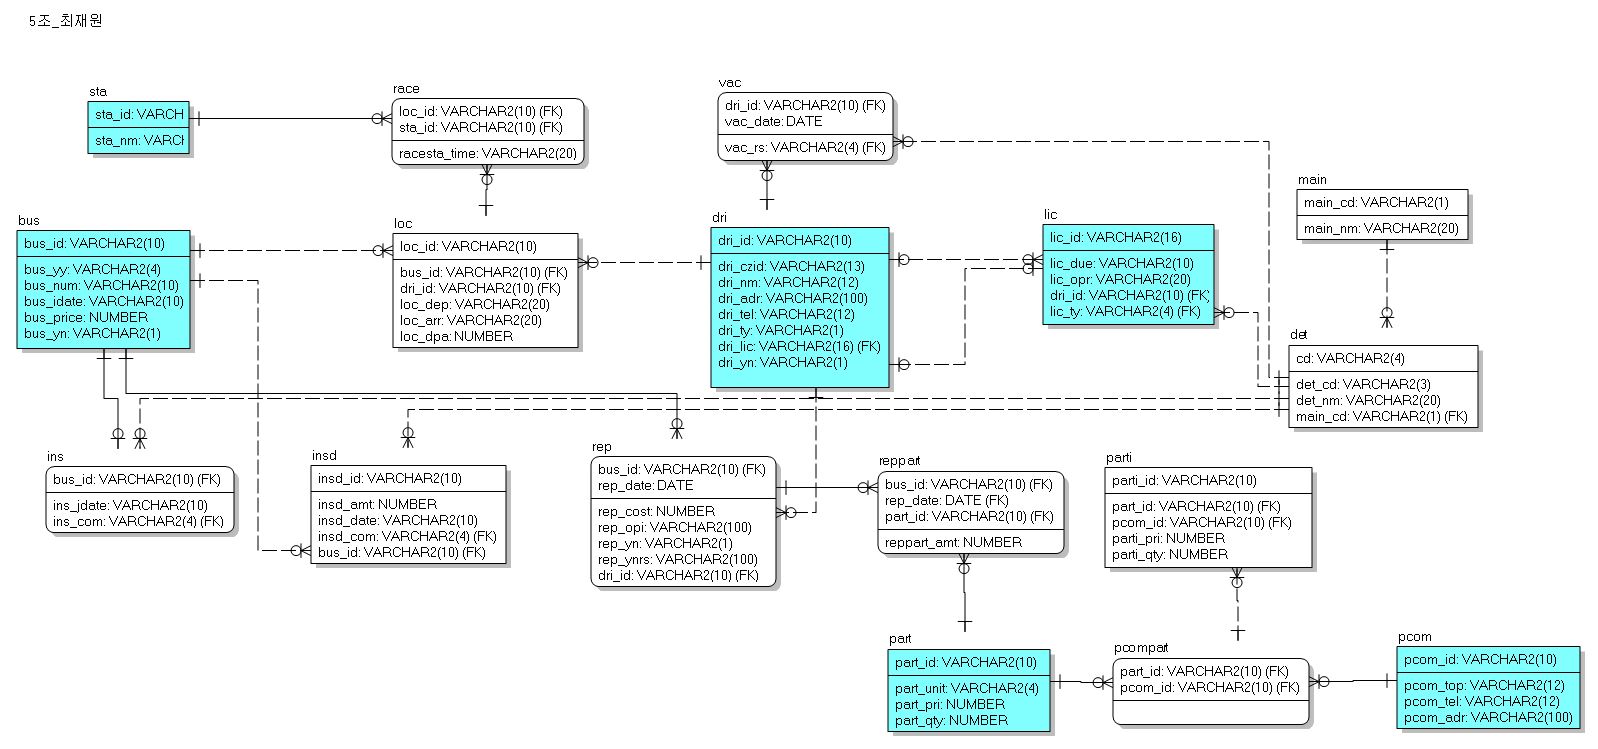 5조_최재원
sta
sta_id: VARCH
sta_nm: VARCH
race
loc_id: VARCHAR2(10) (FK)
sta_id: VARCHAR2(10) (FK)
racesta_time: VARCHAR2(20)
vac
dri_id: VARCHAR2(10) (FK)
vac_date: DATE
vac_rs: VARCHAR2(4) (FK)
main
main_cd: VARCHAR2(1)
main_nm: VARCHAR2(20)
bus
bus_id: VARCHAR2(10)
bus_yy: VARCHAR2(4)
bus_num: VARCHAR2(10)
bus_idate: VARCHAR2(10)
bus_price: NUMBER
bus_yn: VARCHAR2(1)
loc
loc_id: VARCHAR2(10)
bus_id: VARCHAR2(10) (FK)
dri_id: VARCHAR2(10) (FK)
loc_dep: VARCHAR2(20)
loc_arr: VARCHAR2(20)
loc_dpa: NUMBER
dri
dri_id: VARCHAR2(10)
dri_czid: VARCHAR2(13)
dri_nm: VARCHAR2(12)
dri_adr: VARCHAR2(100)
dri_tel: VARCHAR2(12)
dri_ty: VARCHAR2(1)
dri_lic: VARCHAR2(16) (FK)
dri_yn: VARCHAR2(1)
lic
lic_id: VARCHAR2(16)
lic_due: VARCHAR2(10)
lic_opr: VARCHAR2(20)
dri_id: VARCHAR2(10) (FK)
lic_ty: VARCHAR2(4) (FK)
det
cd: VARCHAR2(4)
det_cd: VARCHAR2(3)
det_nm: VARCHAR2(20)
main_cd: VARCHAR2(1) (FK)
ins
bus_id: VARCHAR2(10) (FK)
ins_jdate: VARCHAR2(10)
ins_com: VARCHAR2(4) (FK)
insd
insd_id: VARCHAR2(10)
insd_amt: NUMBER
insd_date: VARCHAR2(10)
insd_com: VARCHAR2(4) (FK)
bus_id: VARCHAR2(10) (FK)
rep
bus_id: VARCHAR2(10) (FK)
rep_date: DATE
rep_cost: NUMBER
rep_opi: VARCHAR2(100)
rep_yn: VARCHAR2(1)
rep_ynrs: VARCHAR2(100)
dri_id: VARCHAR2(10) (FK)
reppart
bus_id: VARCHAR2(10) (FK)
rep_date: DATE (FK)
part_id: VARCHAR2(10) (FK)
reppart_amt: NUMBER
parti
parti_id: VARCHAR2(10)
part_id: VARCHAR2(10) (FK)
pcom_id: VARCHAR2(10) (FK)
parti_pri: NUMBER
parti_qty: NUMBER
part
part_id: VARCHAR2(10)
part_unit: VARCHAR2(4)
part_pri: NUMBER
part_qty: NUMBER
pcompart
part_id: VARCHAR2(10) (FK)
pcom_id: VARCHAR2(10) (FK)
pcom
pcom_id: VARCHAR2(10)
pcom_top: VARCHAR2(12)
pcom_tel: VARCHAR2(12)
pcom_adr: VARCHAR2(100)